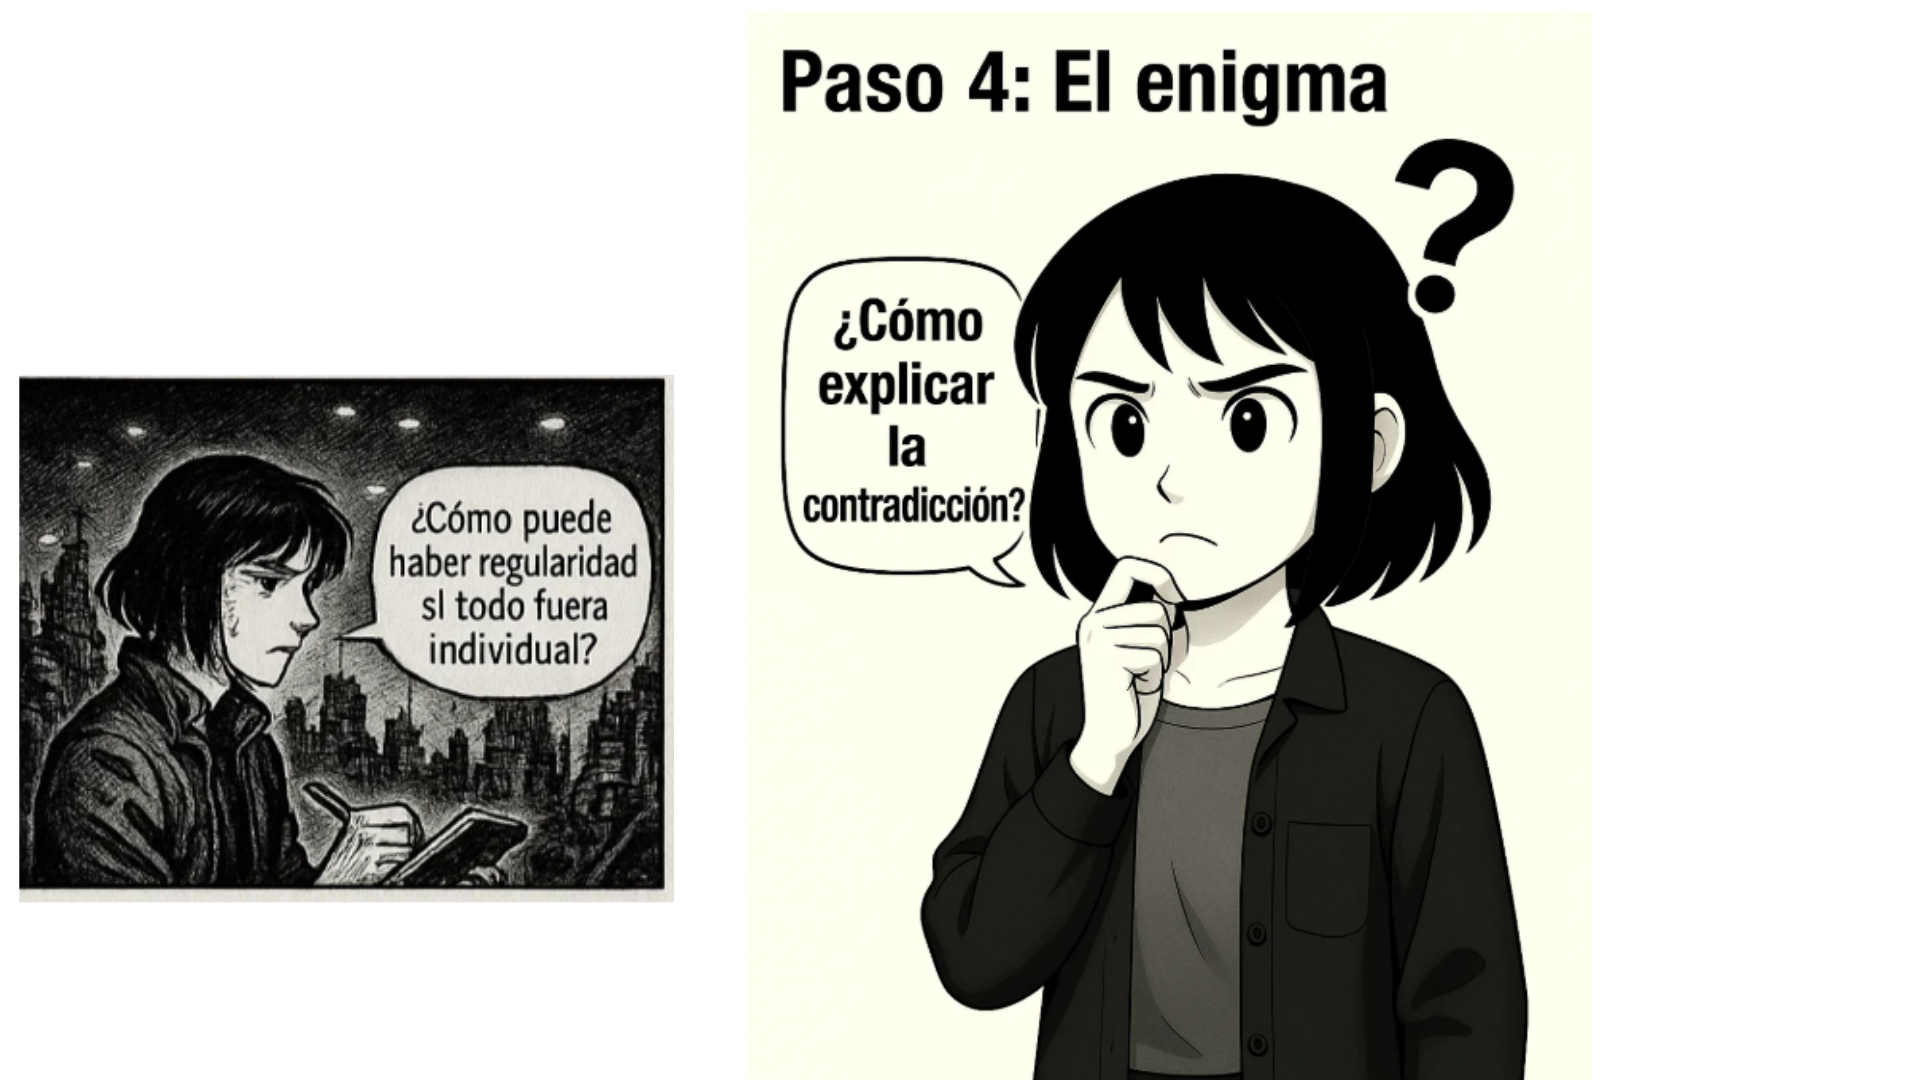 Paso 4: El enigma
?
¿Cómo
explicar
la
contradicción?
¿Cómo puede
haber regularidad
sl todo fuera
individual?